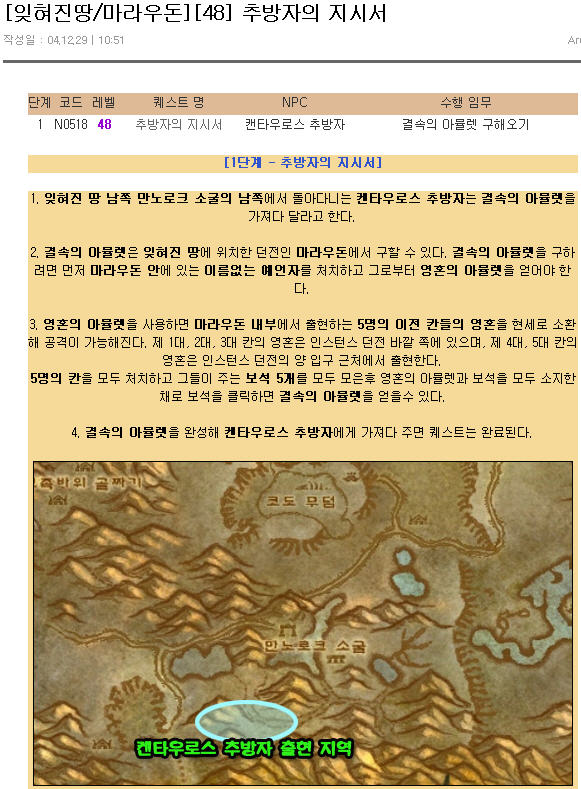 [잊혀진땅/마라우돈][48] 추방자의 지시서
작성일 : 04,12,29 | 10:51
Ar
단계 코드 레벨 퀘스트 명 NPC 수행 임무
1 N0518 48 추방자의 지시서 캔타우로스 추방자 결속의 아뮬렛 구해오기
[1단계 - 추방자의 지시서]
1. 잊혀진 땅 남쪽 만노로크 소굴의 남쪽에서 돌아다니는 켄타우로스 추방자는 결속의 아뮬렛을
가져다 달라고 한다.
2. 결속의 아뮬렛은 잊혀진 땅에 위치한 던전인 마라우돈에서 구할 수 있다. 결속의 아뮬렛을 구하
려면 먼저 마라우돈 안에 있는 이름없는 예언자를 처치하고 그로부터 영혼의 아뮬렛을 얻어야 한
다.
3. 영혼의 아뮬렛을 사용하면 마라우돈 내부에서 출현하는 5명의 이전 칸들의 영혼을 현세로 소환
해 공격이 가능해진다. 제 1대, 2대, 3대 칸의 영혼은 인스턴스 던전 바깥 쪽에 있으며, 제 4대, 5대 칸의
영혼은 인스턴스 던전의 양 입구 근처에서 출현한다.
5명의 칸을 모두 처치하고 그들이 주는 보석 5개를 모두 모은후 영혼의 아뮬렛과 보석을 모두 소지한
채로 보석을 클릭하면 결속의 아뮬렛을 얻을수 있다.
4. 결속의 아뮬렛을 완성해 켄타우로스 추방자에게 가져다 주면 퀘스트는 완료된다.
족바위 골짜기
코도 무덤
만노로크 소굴
켄타우로스 추방자 출현 지역